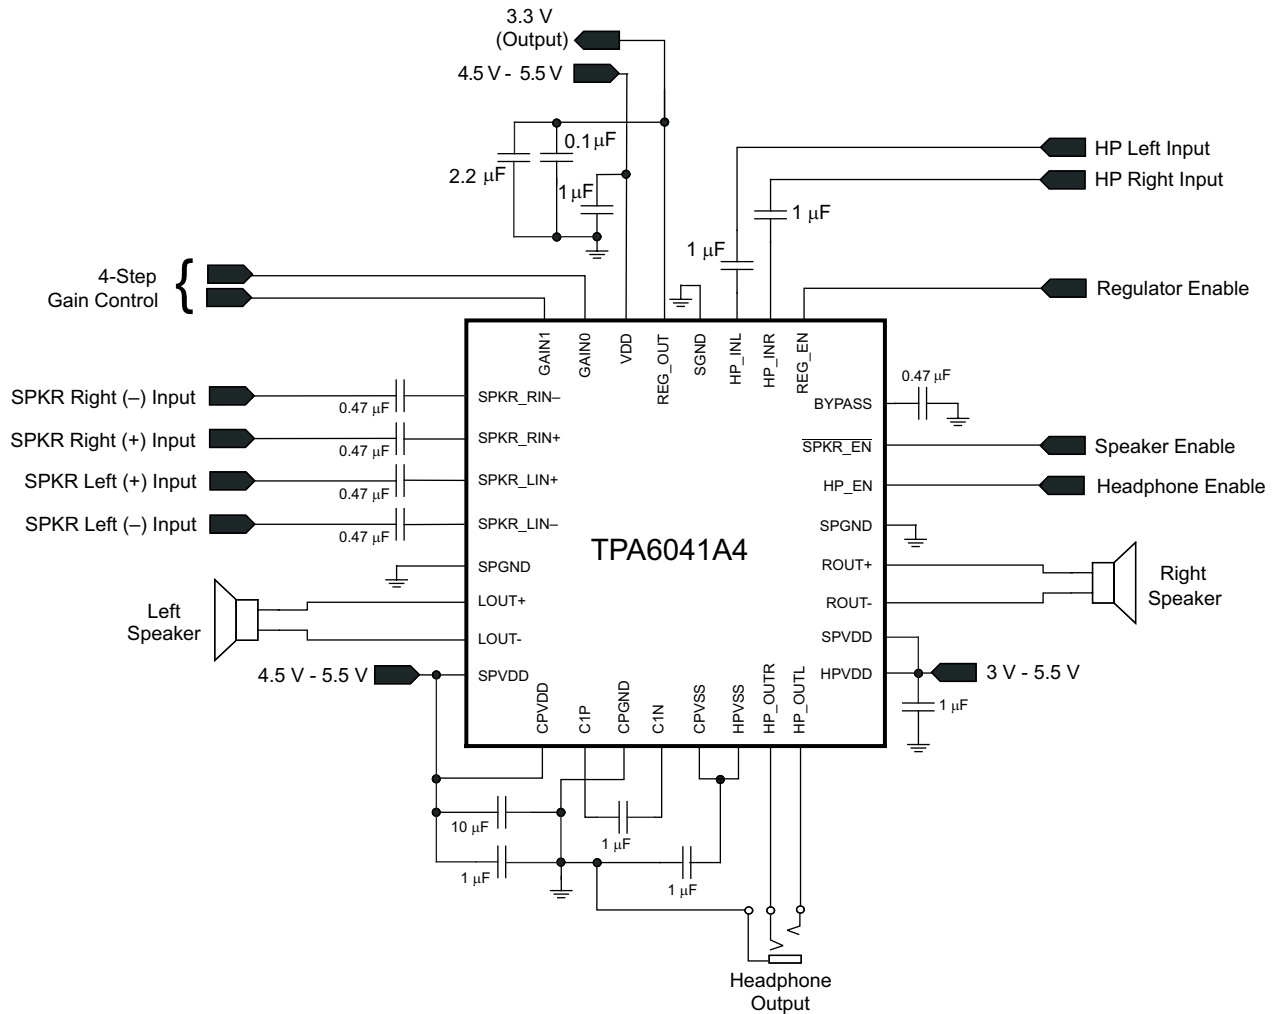 3.3 V
(Output)
4.5 V - 5.5 V
0.1 μF
2.2 μF
1 μF
HP Left Input
HP Right Input
1 μF
1 μF
4-Step
Gain Control
{
Regulator Enable
GAIN1
GAIN0
VDD
REG_OUT
SGND
HP_INL
HP_INR
REG_EN
SPKR Right (–) Input
0.47 μF
SPKR_RIN–
BYPASS
0.47 μF
SPKR Right (+) Input
0.47 μF
SPKR_RIN+
SPKR_EN
Speaker Enable
SPKR Left (+) Input
0.47 μF
SPKR_LIN+
HP_EN
Headphone Enable
SPKR Left (–) Input
0.47 μF
SPKR_LIN–
SPGND
TPA6041A4
SPGND
ROUT+
Left
Speaker
LOUT+
ROUT-
Right
Speaker
LOUT-
SPVDD
4.5 V - 5.5 V
SPVDD
HPVDD
3 V - 5.5 V
CPVDD
C1P
CPGND
C1N
CPVSS
HPVSS
HP_OUTR
HP_OUTL
1 μF
10 μF
1 μF
1 μF
1 μF
Headphone
Output